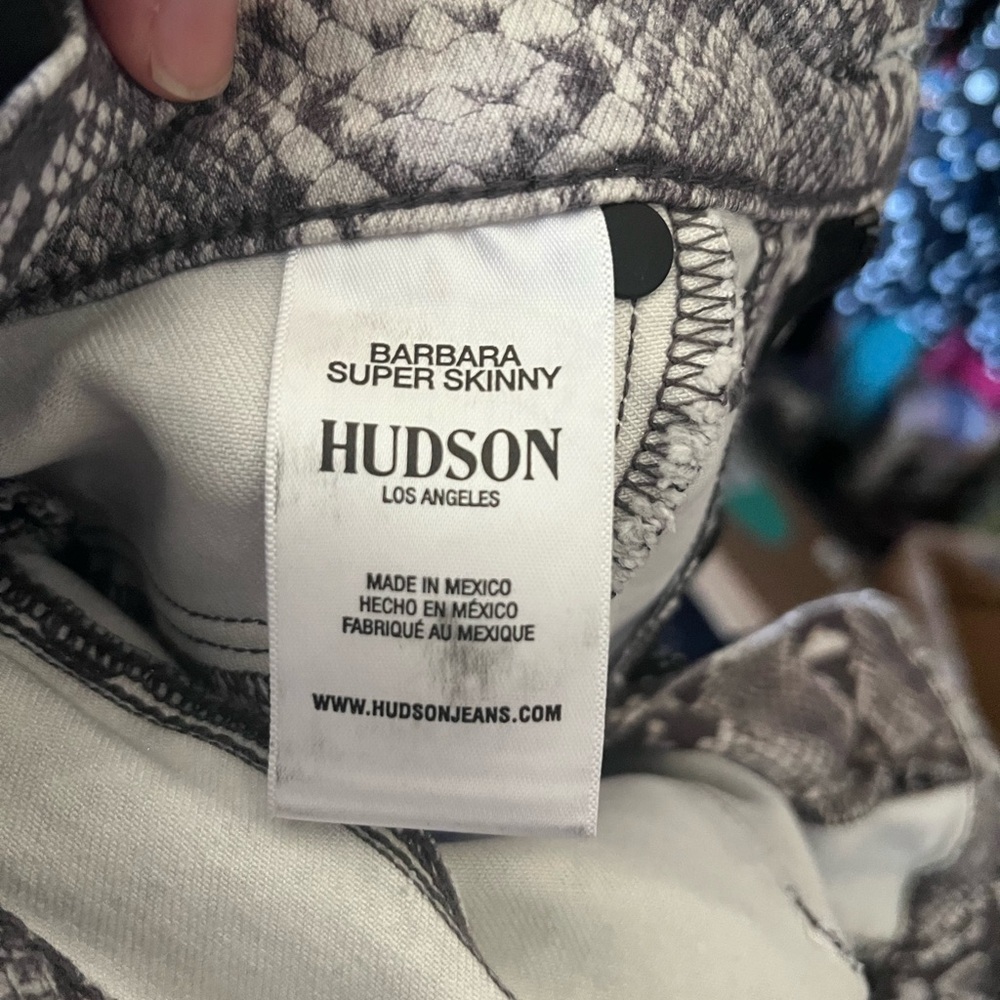 BARBARA
SUPER SKINNY
HUDSON
LOS ANGELES
MADE IN MEXICO
HECHO EN MÉXICO
FABRIQUÉ AU MEXIQUE
WWW.HUDSONJEANS.COM